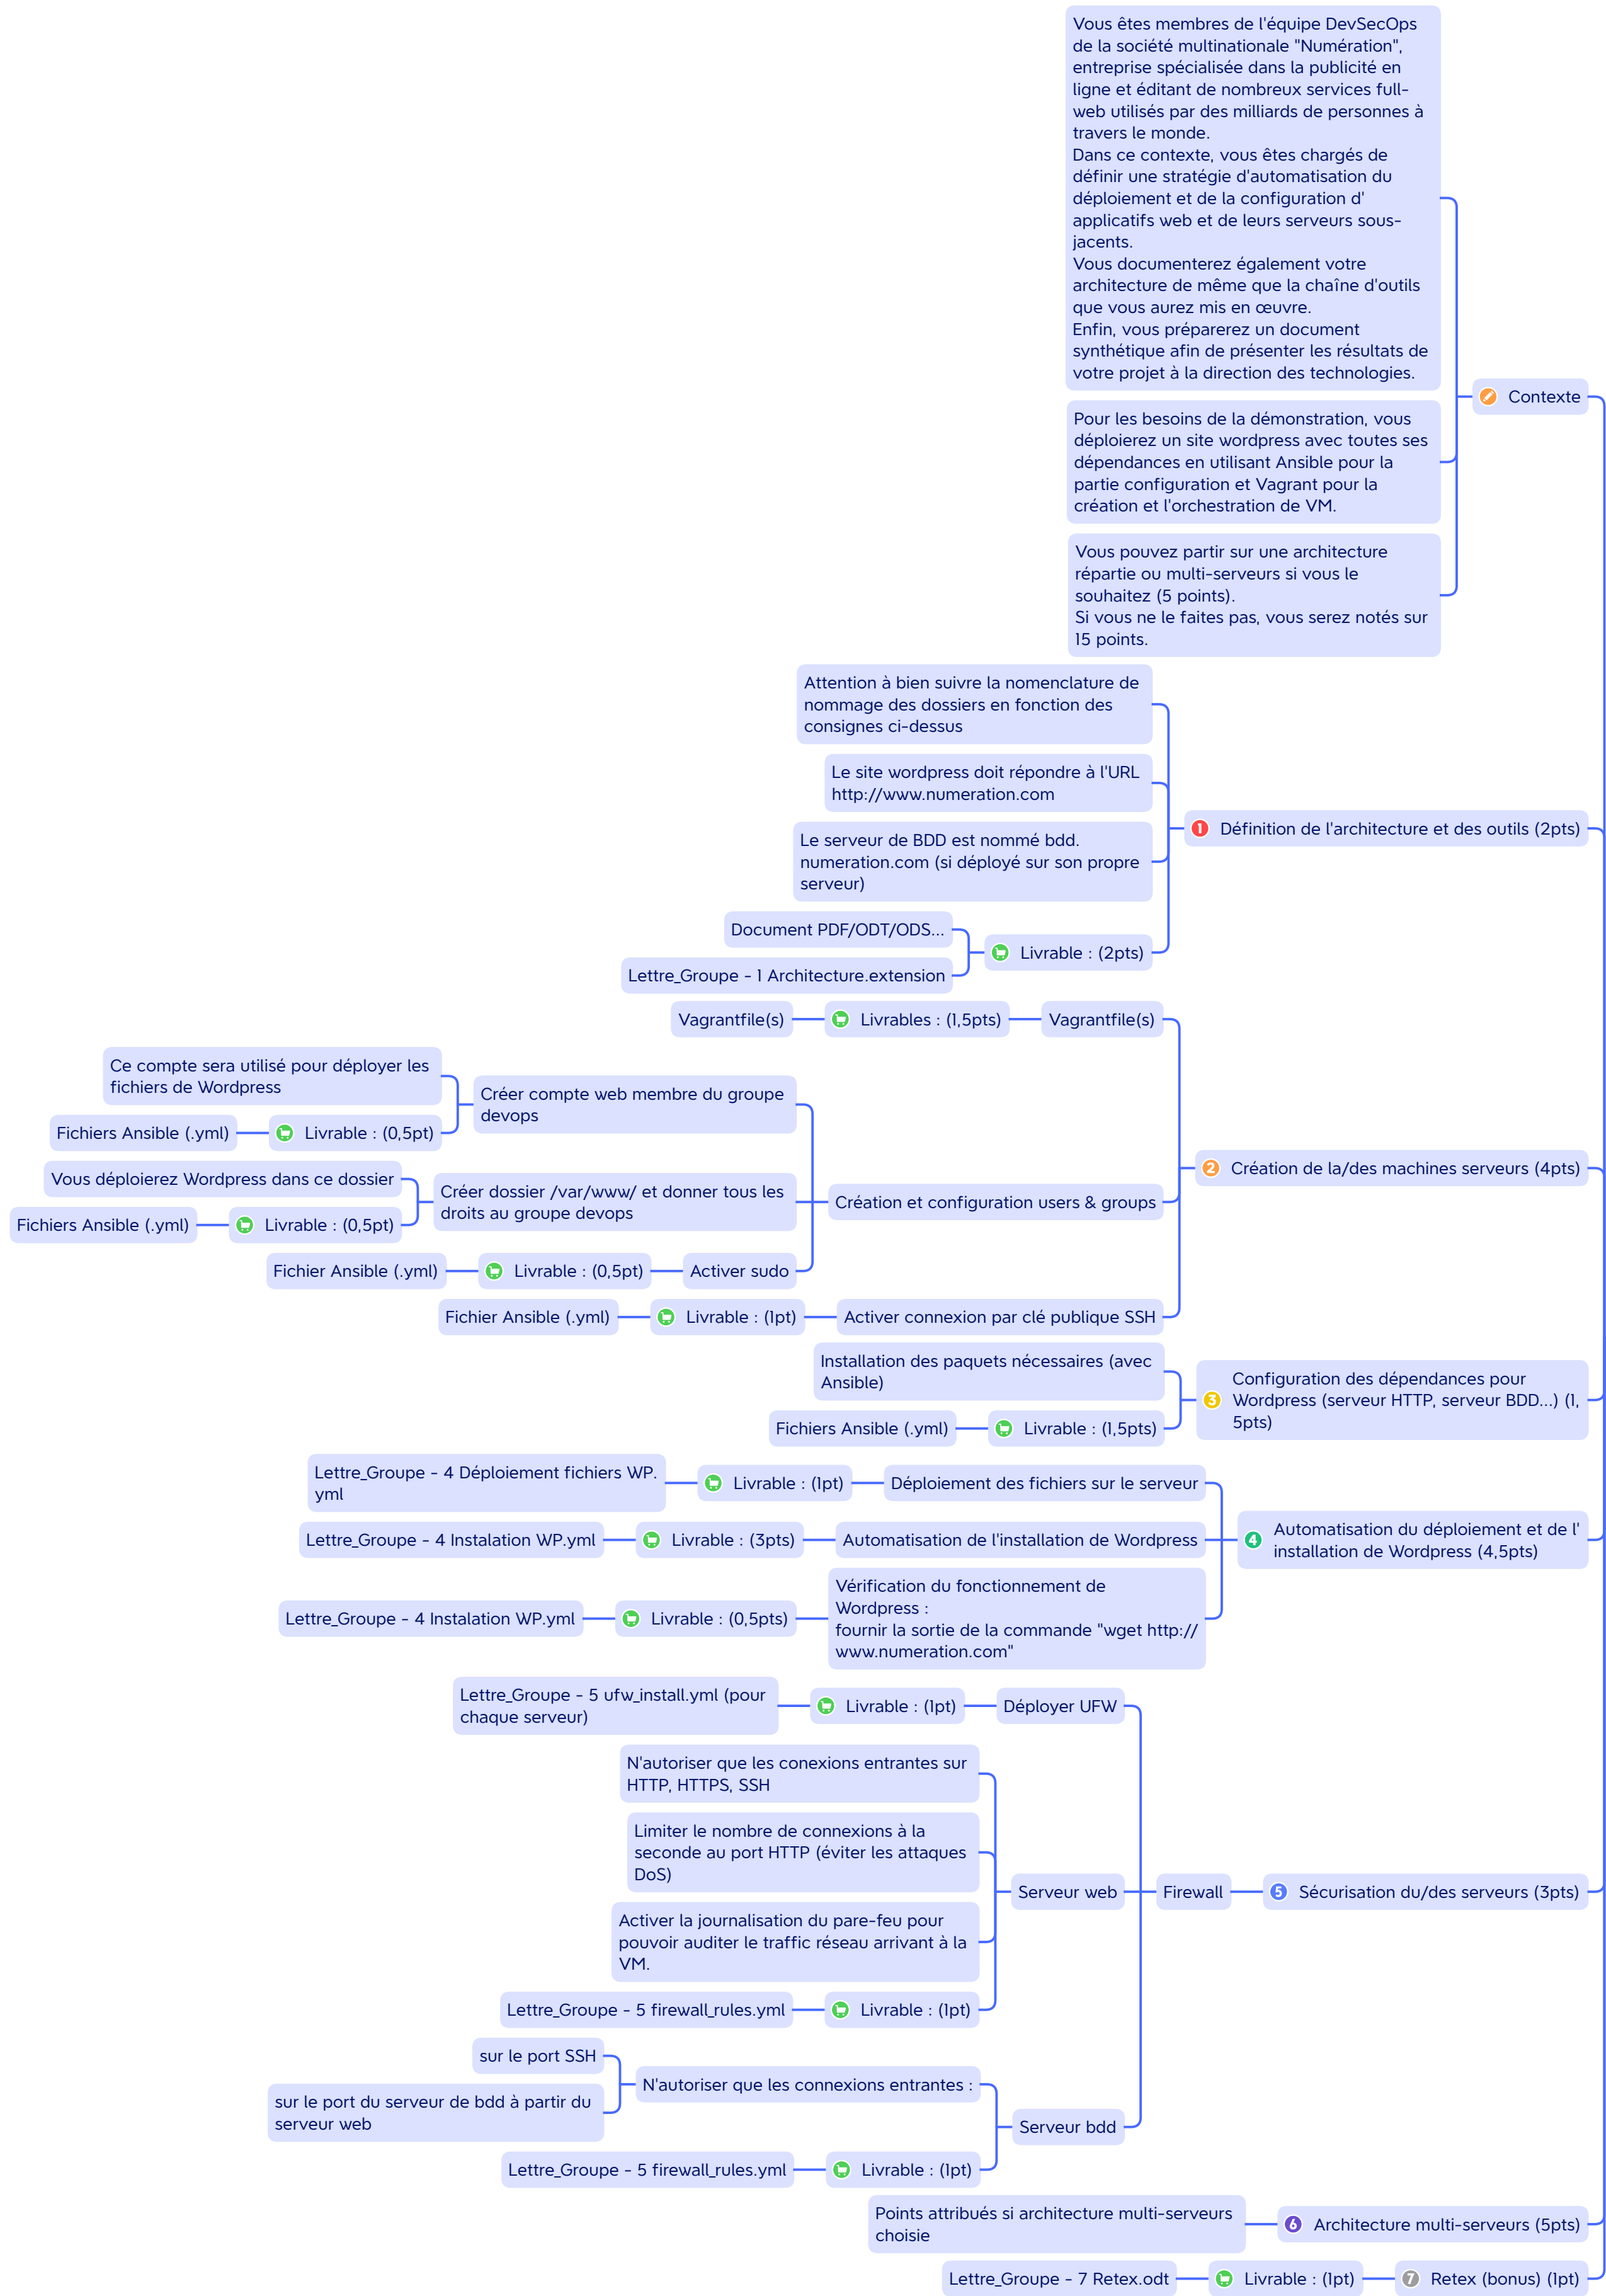 Vous êtes membres de l'équipe DevSecOps
de la société multinationale "Numération",
entreprise spécialisée dans la publicité en
ligne et éditant de nombreux services full-
web utilisés par des milliards de personnes à
travers le monde.
Dans ce contexte, vous êtes chargés de
définir une stratégie d'automatisation du
déploiement et de la configuration d'
applicatifs web et de leurs serveurs sous-
jacents.
Vous documenterez également votre
architecture de même que la chaîne d'outils
que vous aurez mis en œuvre.
Enfin, vous préparerez un document
synthétique afin de présenter les résultats de
votre projet à la direction des technologies.
Contexte
Pour les besoins de la démonstration, vous
déploierez un site wordpress avec toutes ses
dépendances en utilisant Ansible pour la
partie configuration et Vagrant pour la
création et l'orchestration de VM.
Vous pouvez partir sur une architecture
répartie ou multi-serveurs si vous le
souhaitez (5 points).
Si vous ne le faites pas, vous serez notés sur
15 points.
Attention à bien suivre la nomenclature de
nommage des dossiers en fonction des
consignes ci-dessus
Le site wordpress doit répondre à l'URL
http://www.numeration.com
1 Définition de l'architecture et des outils (2pts)
Le serveur de BDD est nommé bdd.
numeration.com (si déployé sur son propre
serveur)
Document PDF/ODT/ODS...
Livrable : (2pts)
Lettre_Groupe - 1 Architecture.extension
Vagrantfile(s)
Livrables : (1,5pts)
Vagrantfile(s)
Ce compte sera utilisé pour déployer les
fichiers de Wordpress
Créer compte web membre du groupe
devops
Fichiers Ansible (.yml)
Livrable : (0,5pt)
2 Création de la/des machines serveurs (4pts)
Vous déploierez Wordpress dans ce dossier
Créer dossier /var/www/ et donner tous les
droits au groupe devops
Création et configuration users & groups
Fichiers Ansible (.yml)
Livrable : (0,5pt)
Fichier Ansible (.yml)
Livrable : (0,5pt)
Activer sudo
Fichier Ansible (.yml)
Livrable : (1pt)
Activer connexion par clé publique SSH
Installation des paquets nécessaires (avec
Ansible)
3 Configuration des dépendances pour
Wordpress (serveur HTTP, serveur BDD...) (1,
5pts)
Fichiers Ansible (.yml)
Livrable : (1,5pts)
Lettre_Groupe - 4 Déploiement fichiers WP.
yml
Livrable : (1pt)
Déploiement des fichiers sur le serveur
Lettre_Groupe - 4 Instalation WP.yml
Livrable : (3pts)
Automatisation de l'installation de Wordpress
4 Automatisation du déploiement et de l'
installation de Wordpress (4,5pts)
Lettre_Groupe - 4 Instalation WP.yml
Livrable : (0,5pts)
Vérification du fonctionnement de
Wordpress :
fournir la sortie de la commande "wget http://
www.numeration.com"
Lettre_Groupe - 5 ufw_install.yml (pour
chaque serveur)
Livrable : (1pt)
Déployer UFW
N'autoriser que les conexions entrantes sur
HTTP, HTTPS, SSH
Limiter le nombre de connexions à la
seconde au port HTTP (éviter les attaques
DoS)
Serveur web
Firewall
5 Sécurisation du/des serveurs (3pts)
Activer la journalisation du pare-feu pour
pouvoir auditer le traffic réseau arrivant à la
VM.
Lettre_Groupe - 5 firewall_rules.yml
Livrable : (1pt)
sur le port SSH
N'autoriser que les connexions entrantes :
sur le port du serveur de bdd à partir du
serveur web
Serveur bdd
Lettre_Groupe - 5 firewall_rules.yml
Livrable : (1pt)
Points attribués si architecture multi-serveurs
choisie
6 Architecture multi-serveurs (5pts)
Lettre_Groupe - 7 Retex.odt
Livrable : (1pt)
7 Retex (bonus) (1pt)